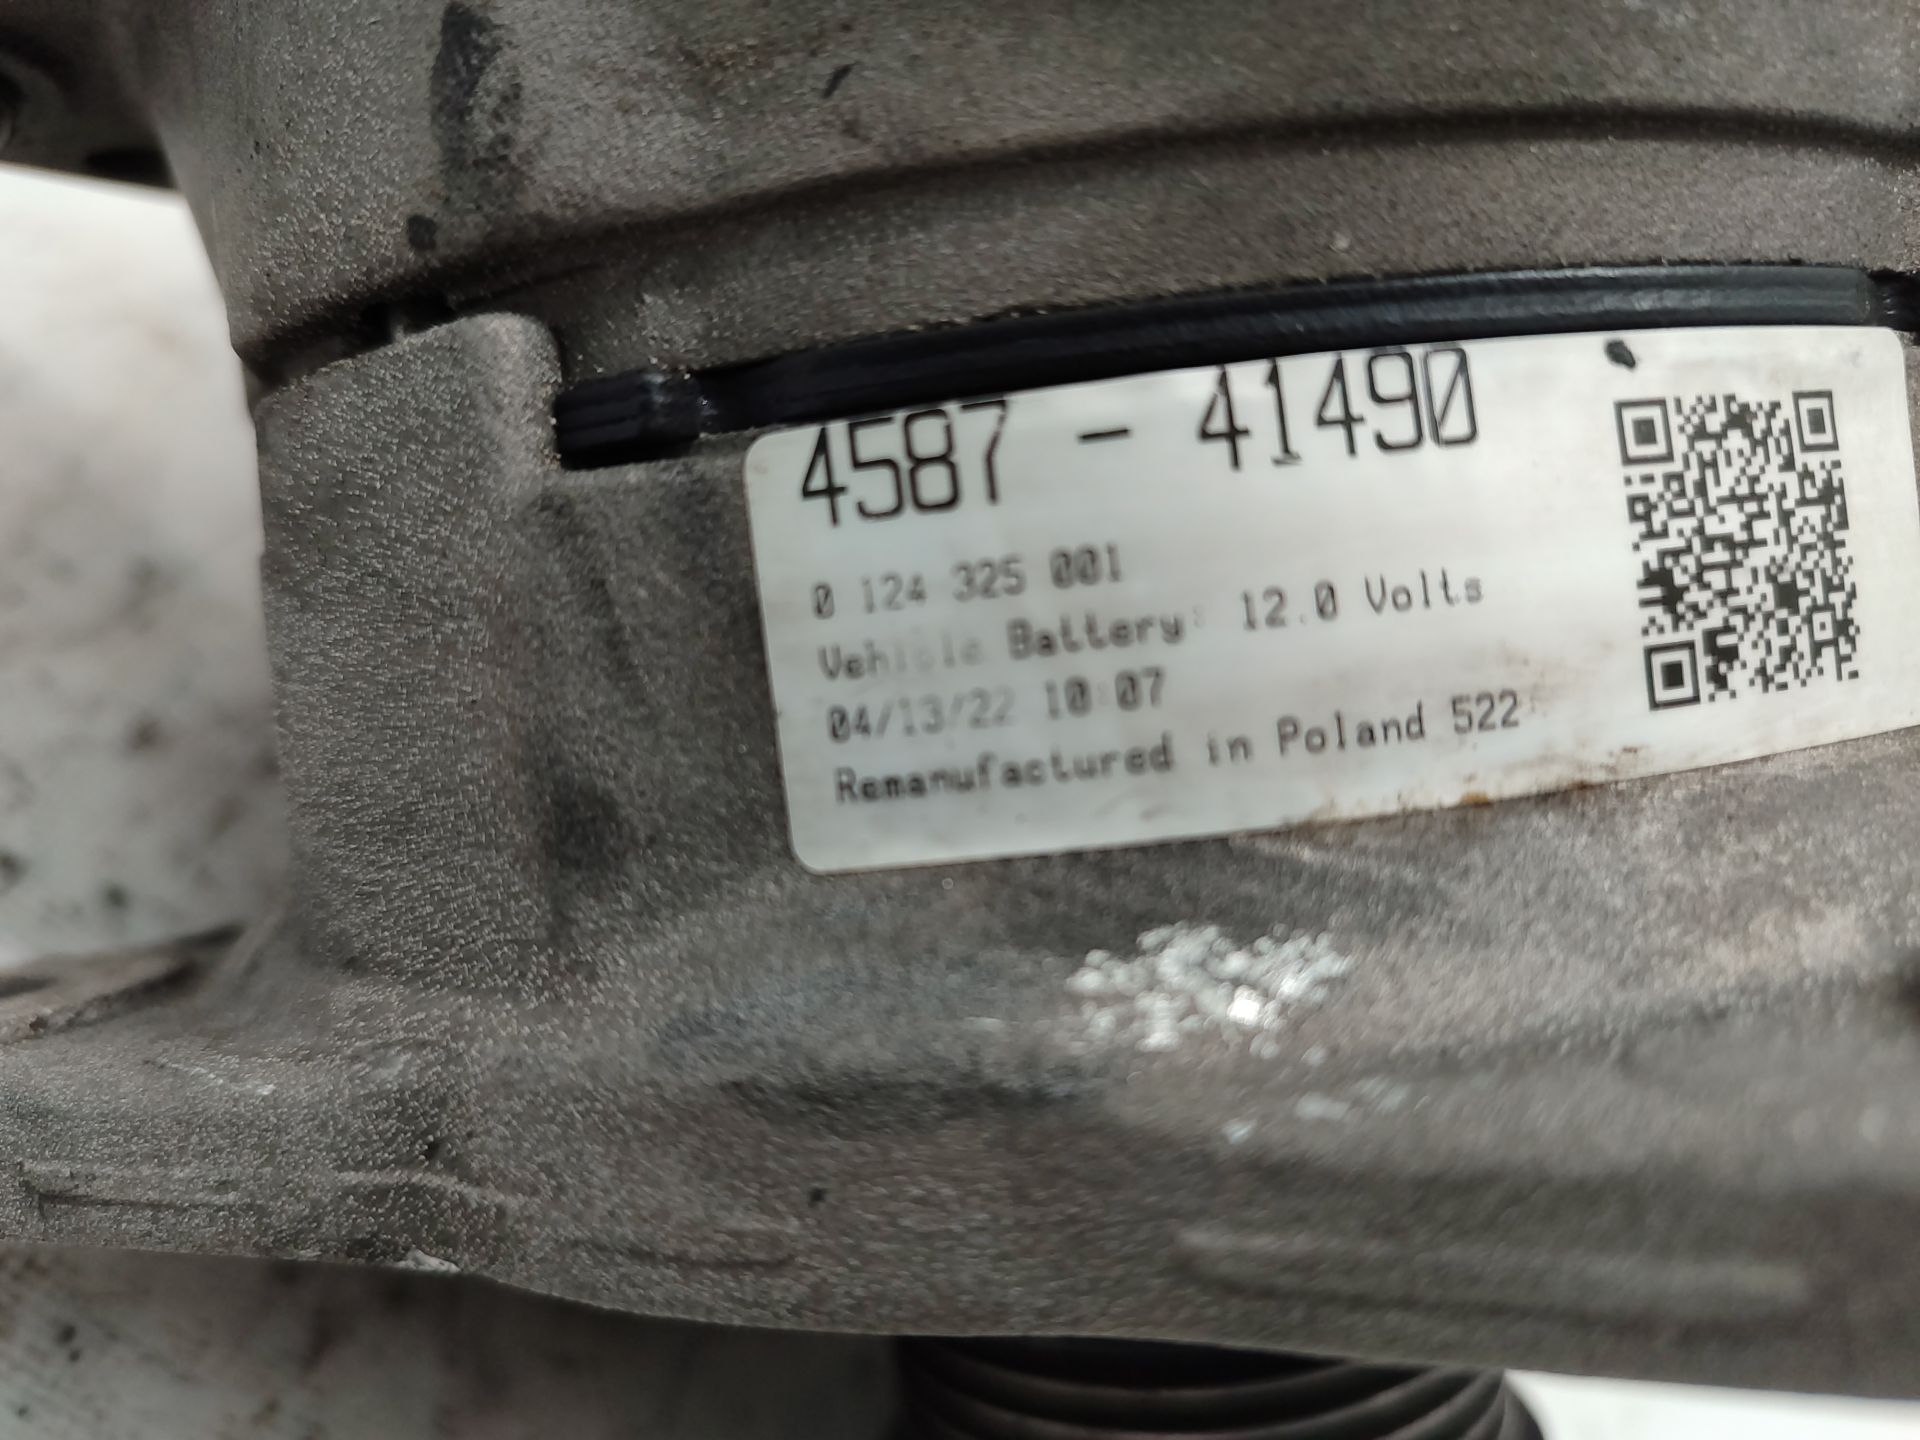 4587 - 41490
0 124 325 001
Vehicle Battery: 12.0 Volts
04/13/22 10:07
Remanufactured in Poland 522